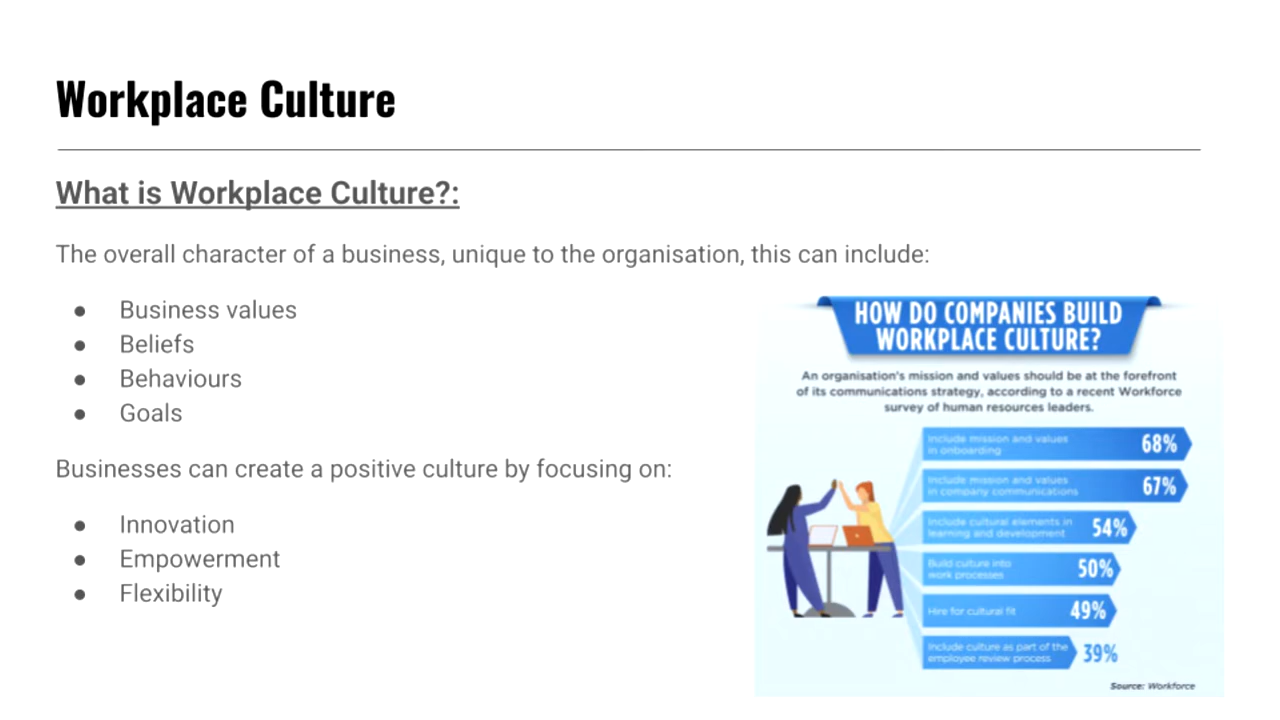 Workplace Culture
What is Workplace Culture?:
The overall character of a business, unique to the organisation, this can include:
● Business values
● Beliefs
● Behaviours
● Goals
Businesses can create a positive culture by focusing on:
● Innovation
● Empowerment
● Flexibility
HOW DO COMPANIES BUILD
WORKPLACE CULTURE?
An organisation's mission and values should be at the forefront
of its communications strategy, according to a recent Workforce
survey of human resources leaders.
Include mission and values
in onboarding
68%
Include mission and values
in company communications
67%
Include cultural elements in
learning and development
54%
Build culture into
work processes
50%
Hire for cultural fit
49%
Include culture as part of the
employee review process
39%
Source: Workforce